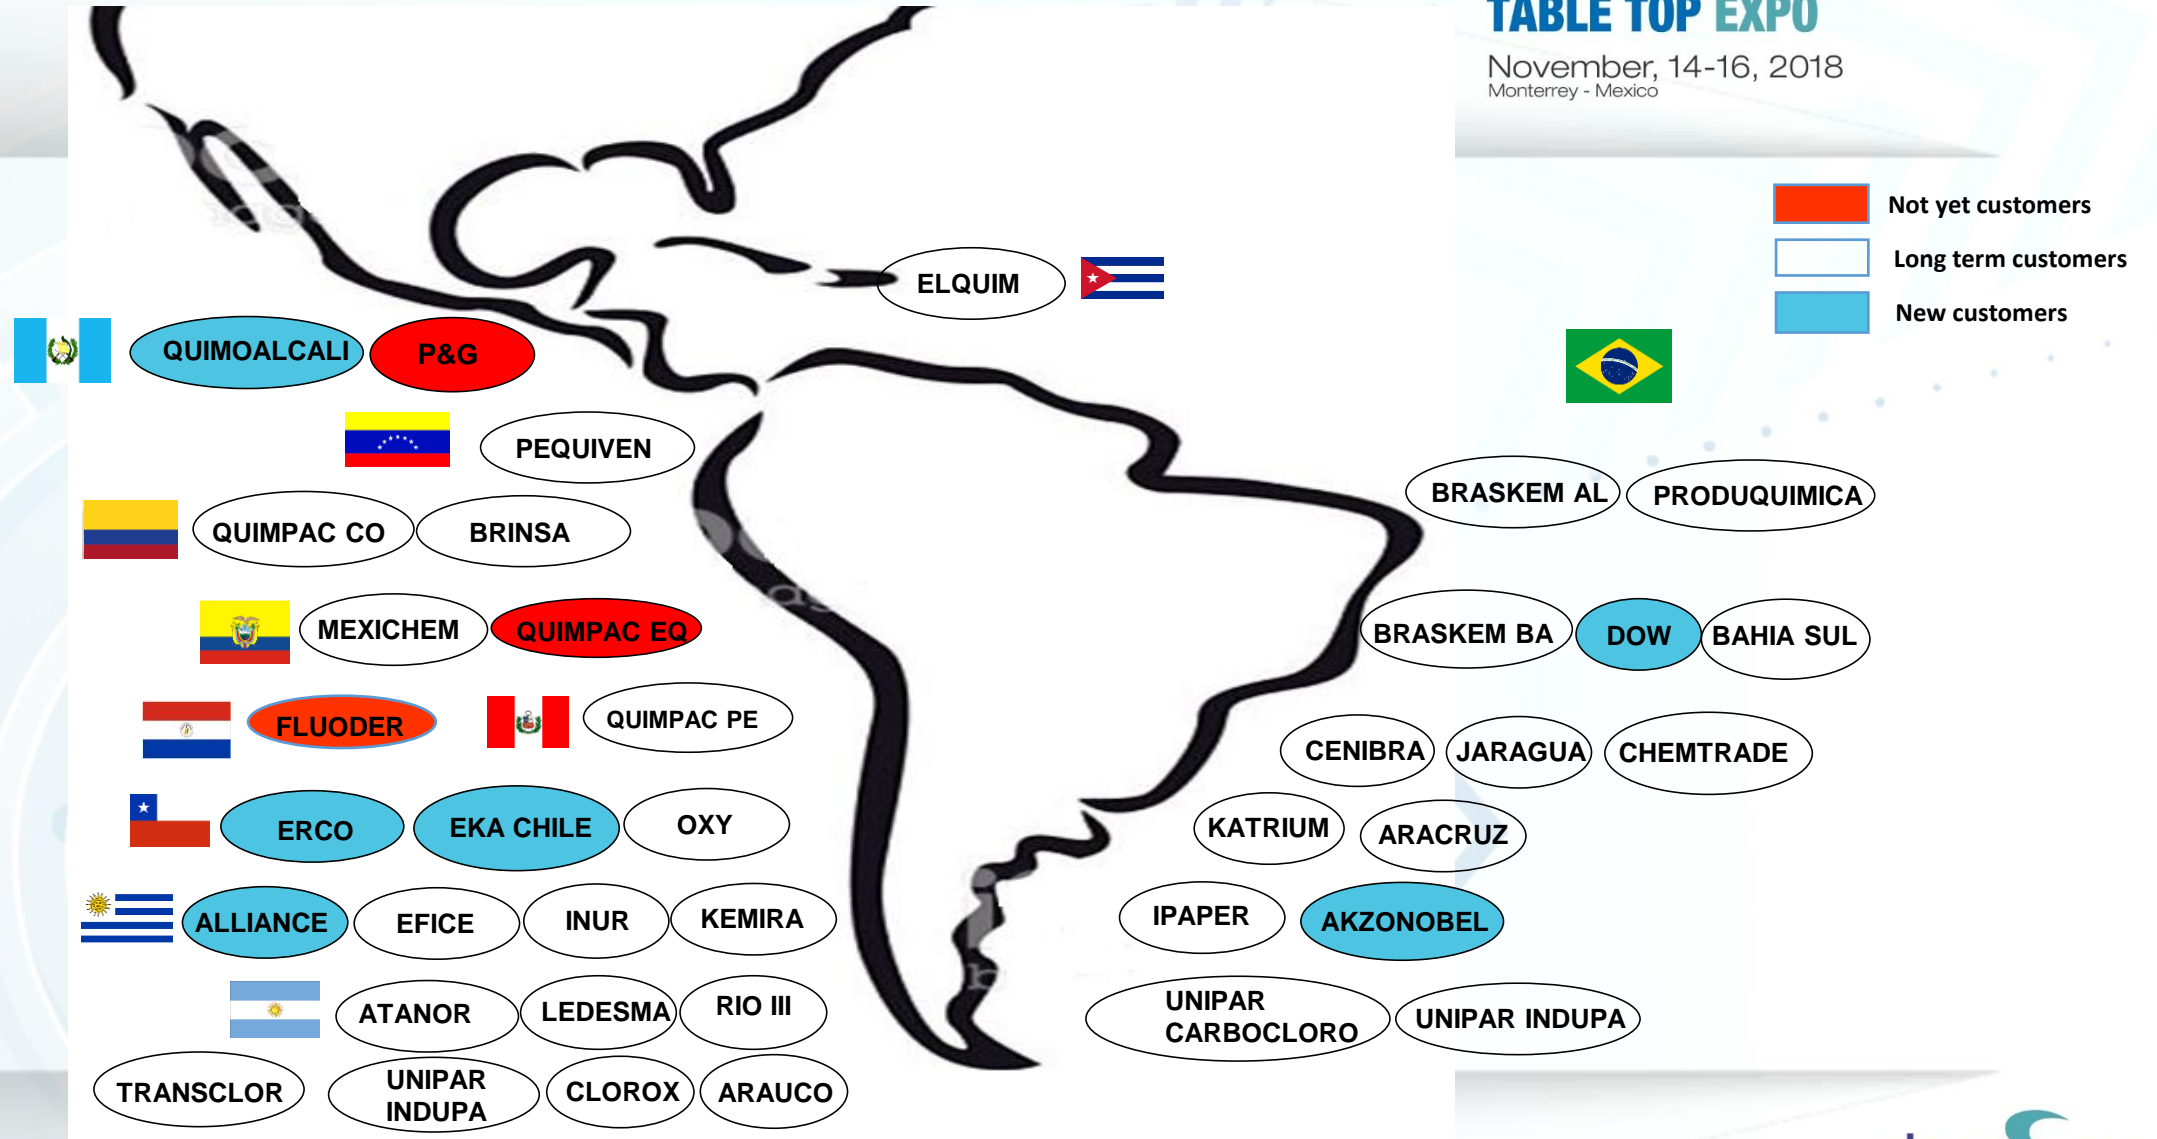 TABLE TOP EXPO
November, 14-16, 2018
Monterrey - Mexico
Not yet customers
Long term customers
New customers
ELQUIM
QUIMOALCALI
P&G
PEQUIVEN
QUIMPAC CO
BRINSA
MEXICHEM
QUIMPAC EQ
FLUODER
QUIMPAC PE
ERCO
EKA CHILE
OXY
ALLIANCE
EFICE
INUR
KEMIRA
ATANOR
LEDESMA
RIO III
TRANSCLOR
UNIPAR
INDUPA
CLOROX
ARAUCO
BRASKEM AL
PRODUQUIMICA
BRASKEM BA
DOW
BAHIA SUL
CENIBRA
JARAGUA
CHEMTRADE
KATRIUM
ARACRUZ
IPAPER
AKZONOBEL
UNIPAR
CARBOCLORO
UNIPAR INDUPA